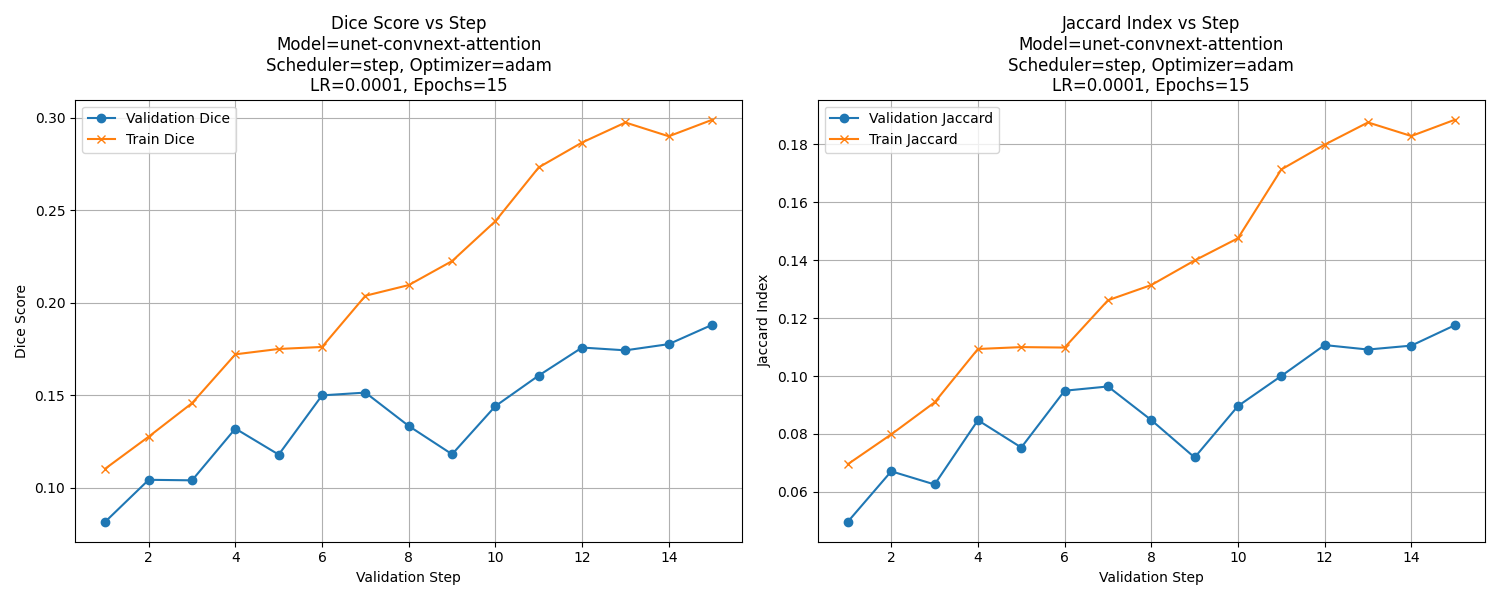 Dice Score vs Step
Model=unet-convnext-attention
Scheduler=step, Optimizer=adam
LR=0.0001, Epochs=15
Validation Dice
Train Dice
0.30
0.25
0.20
0.15
0.10
Dice Score
2 4 6 8 10 12 14
Validation Step
Jaccard Index vs Step
Model=unet-convnext-attention
Scheduler=step, Optimizer=adam
LR=0.0001, Epochs=15
Validation Jaccard
Train Jaccard
0.18
0.16
0.14
0.12
0.10
0.08
0.06
Jaccard Index
2 4 6 8 10 12 14
Validation Step